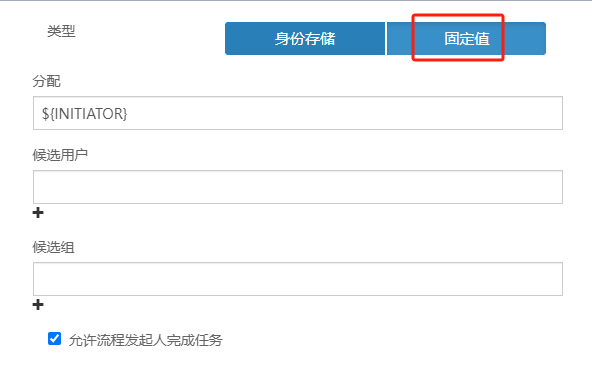 类型 身份存储 固定值
分配
${INITIATOR}
候选用户
候选组
允许流程发起人完成任务